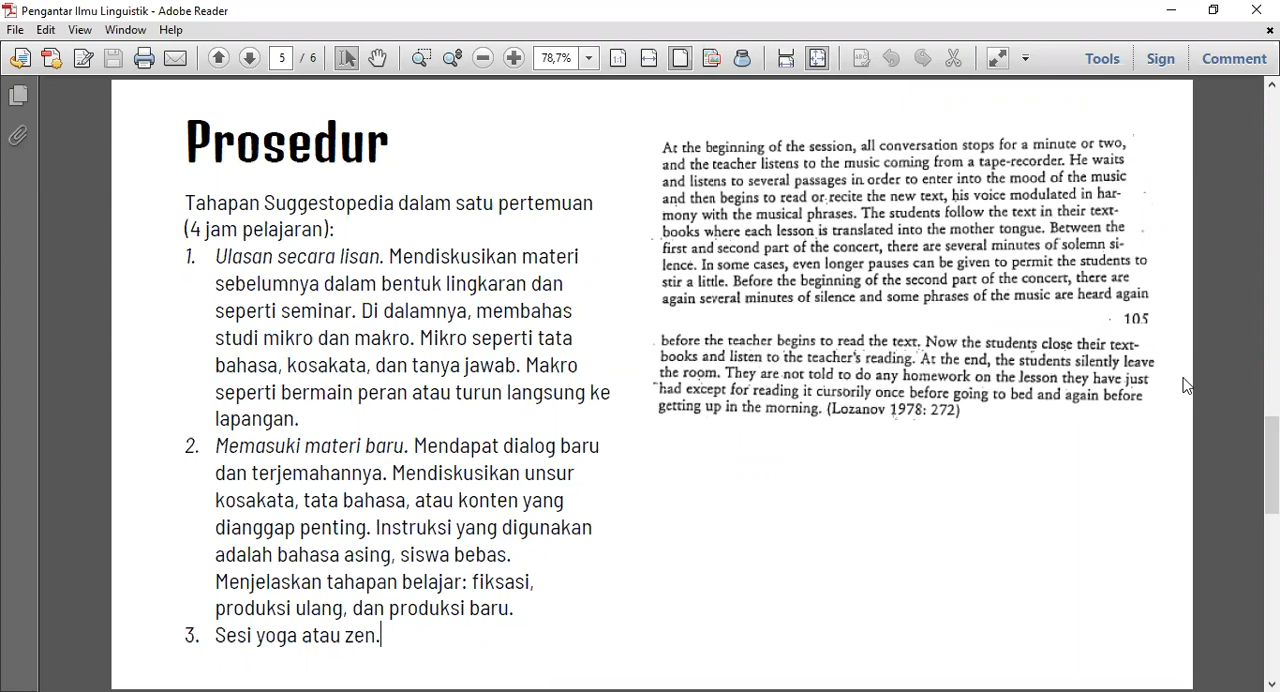 Pengantar Ilmu Linguistik - Adobe Reader
File Edit View Window Help
5 / 6 78,7% Tools Sign Comment
Prosedur
Tahapan Suggestopedia dalam satu pertemuan
(4 jam pelajaran):
1. Ulasan secara lisan. Mendiskusikan materi
sebelumnya dalam bentuk lingkaran dan
seperti seminar. Di dalamnya, membahas
studi mikro dan makro. Mikro seperti tata
bahasa, kosakata, dan tanya jawab. Makro
seperti bermain peran atau turun langsung ke
lapangan.
2. Memasuki materi baru. Mendapat dialog baru
dan terjemahannya. Mendiskusikan unsur
kosakata, tata bahasa, atau konten yang
dianggap penting. Instruksi yang digunakan
adalah bahasa asing, siswa bebas.
Menjelaskan tahapan belajar: fiksasi,
produksi ulang, dan produksi baru.
3. Sesi yoga atau zen.
At the beginning of the session, all conversation stops for a minute or two,
and the teacher listens to the music coming from a tape-recorder. He waits
and listens to several passages in order to enter into the mood of the music
and then begins to read or recite the new text, his voice modulated in har-
mony with the musical phrases. The students follow the text in their text-
books where each lesson is translated into the mother tongue. Between the
first and second part of the concert, there are several minutes of solemn si-
lence. In some cases, even longer pauses can be given to permit the students to
stir a little. Before the beginning of the second part of the concert, there are
again several minutes of silence and some phrases of the music are heard again
105
before the teacher begins to read the text. Now the students close their text-
books and listen to the teacher's reading. At the end, the students silently leave
the room. They are not told to do any homework on the lesson they have just
had except for reading it cursorily once before going to bed and again before
getting up in the morning. (Lozanov 1978: 272)